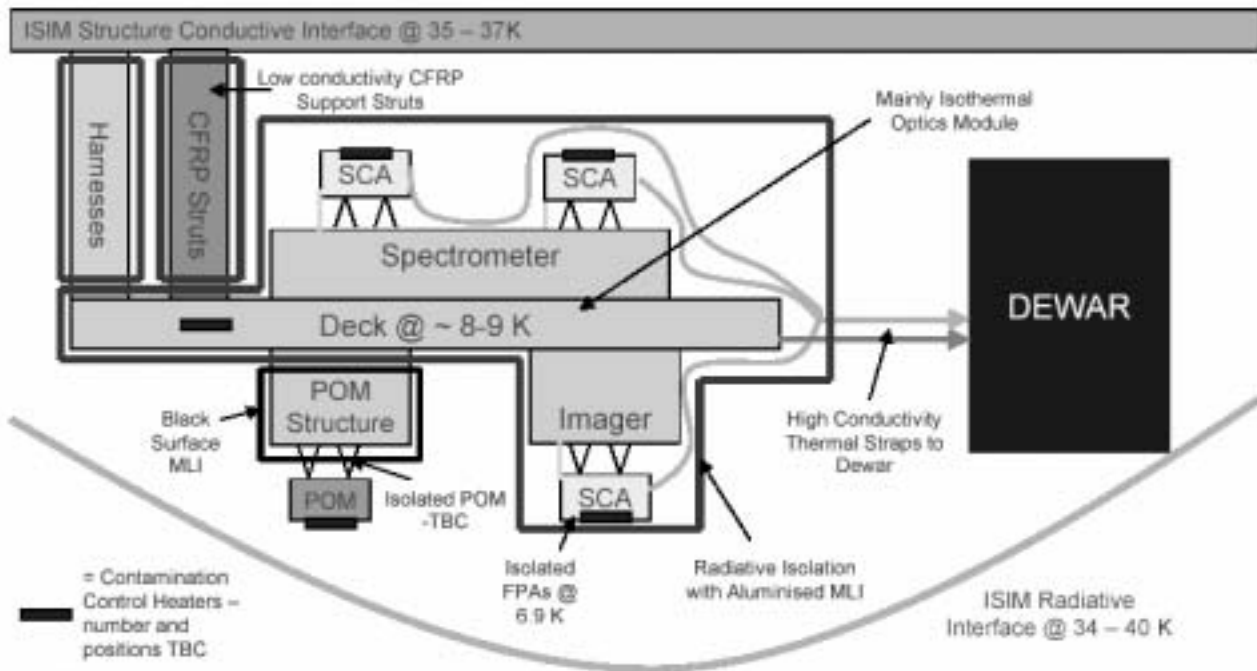 ISIM Structure Conductive Interface @ 35 – 37K
Low conductivity CFRP
Support Struts
Mainly Isothermal
Optics Module
Harnesses
CFRP Struts
SCA
SCA
Spectrometer
Deck @ ~ 8-9 K
DEWAR
POM
Structure
Imager
Black
Surface
MLI
High Conductivity
Thermal Straps to
Dewar
POM
Isolated POM
-TBC
SCA
Isolated
FPAs @
6.9 K
Radiative Isolation
with Aluminised MLI
= Contamination
Control Heaters –
number and
positions TBC
ISIM Radiative
Interface @ 34 – 40 K